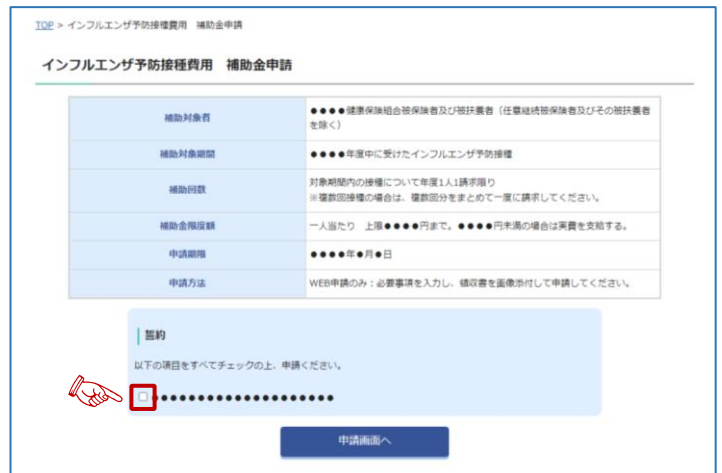 TOP > インフルエンザ予防接種費用　補助金申請
インフルエンザ予防接種費用　補助金申請
補助対象者
●●●●健康保険組合被保険者及び被扶養者（任意継続被保険者及びその被扶養者
を除く）
補助対象期間
●●●●年度中に受けたインフルエンザ予防接種
補助回数
対象期間内の接種について年度1人1請求限り
※複数回接種の場合は、複数回分をまとめて一度に請求してください。
補助金限度額
一人当たり　上限●●●●円まで。●●●●円未満の場合は実費を支給する。
申請期限
●●●●年●月●日
申請方法
WEB申請のみ：必要事項を入力し、領収書を画像添付して申請してください。
誓約
以下の項目をすべてチェックの上、申請ください。
●●●●●●●●●●●●●●●●●●●●
申請画面へ